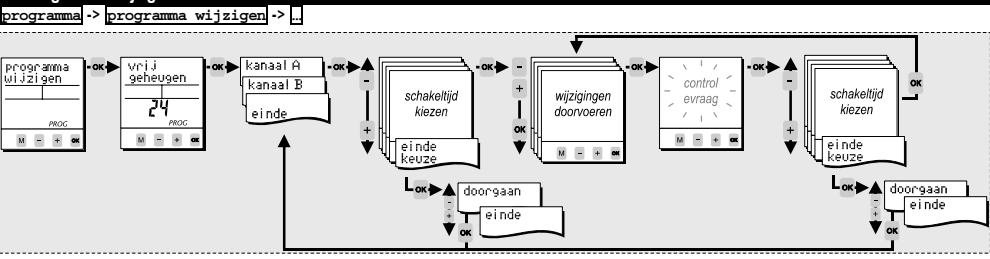 programma -> programma wijzigen -> ...
programma
wijzigen
PROG
M - + OK
OK
vrij
geheugen
24
PROG
M - + OK
OK
kanaal A
kanaal B
einde
OK
-
+
schakeltijd
kiezen
einde
keuze
OK
doorgaan
einde
-
+
OK
OK
-
+
OK
wijzigingen
doorvoeren
M - + OK
OK
control
evraag
M - + OK
OK
-
+
schakeltijd
kiezen
einde
keuze
OK
OK
doorgaan
einde
-
+
OK